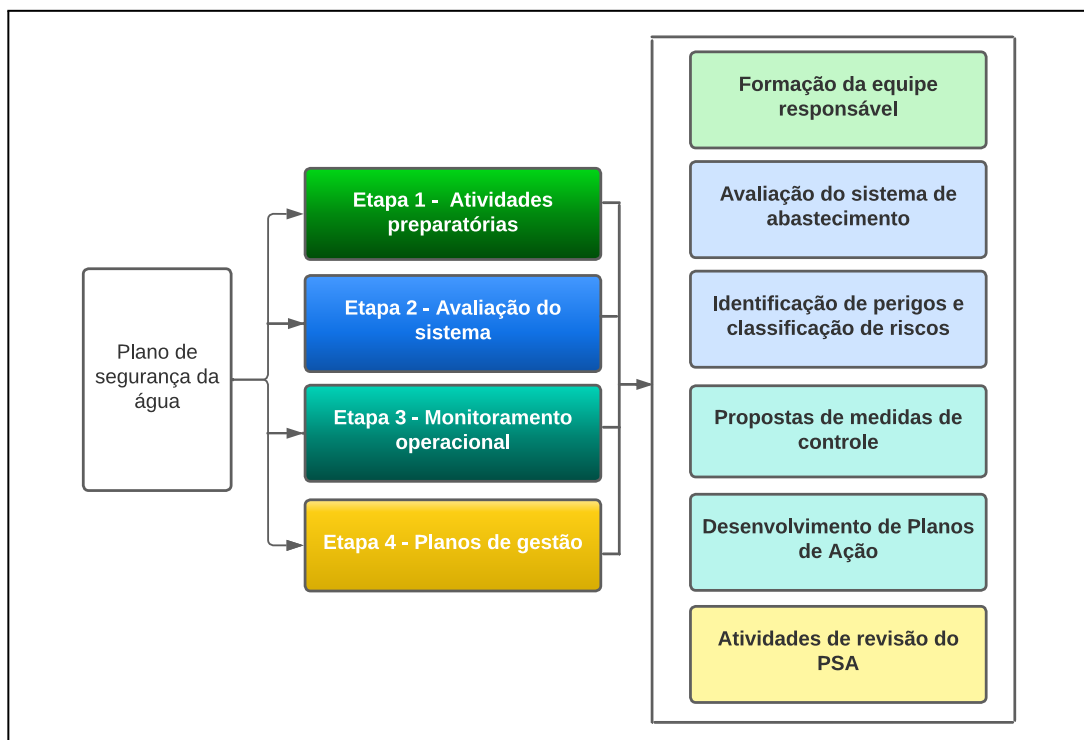 Plano de
segurança da
água
Etapa 1 - Atividades
preparatórias
Etapa 2 - Avaliação do
sistema
Etapa 3 - Monitoramento
operacional
Etapa 4 - Planos de gestão
Formação da equipe
responsável
Avaliação do sistema de
abastecimento
Identificação de perigos e
classificação de riscos
Propostas de medidas de
controle
Desenvolvimento de Planos
de Ação
Atividades de revisão do
PSA